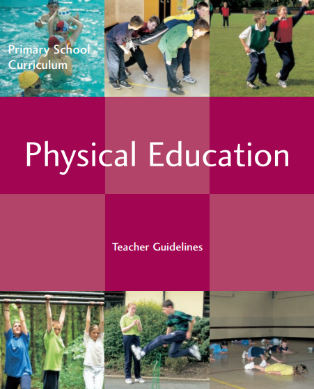 Primary School
Curriculum
Physical Education
Teacher Guidelines